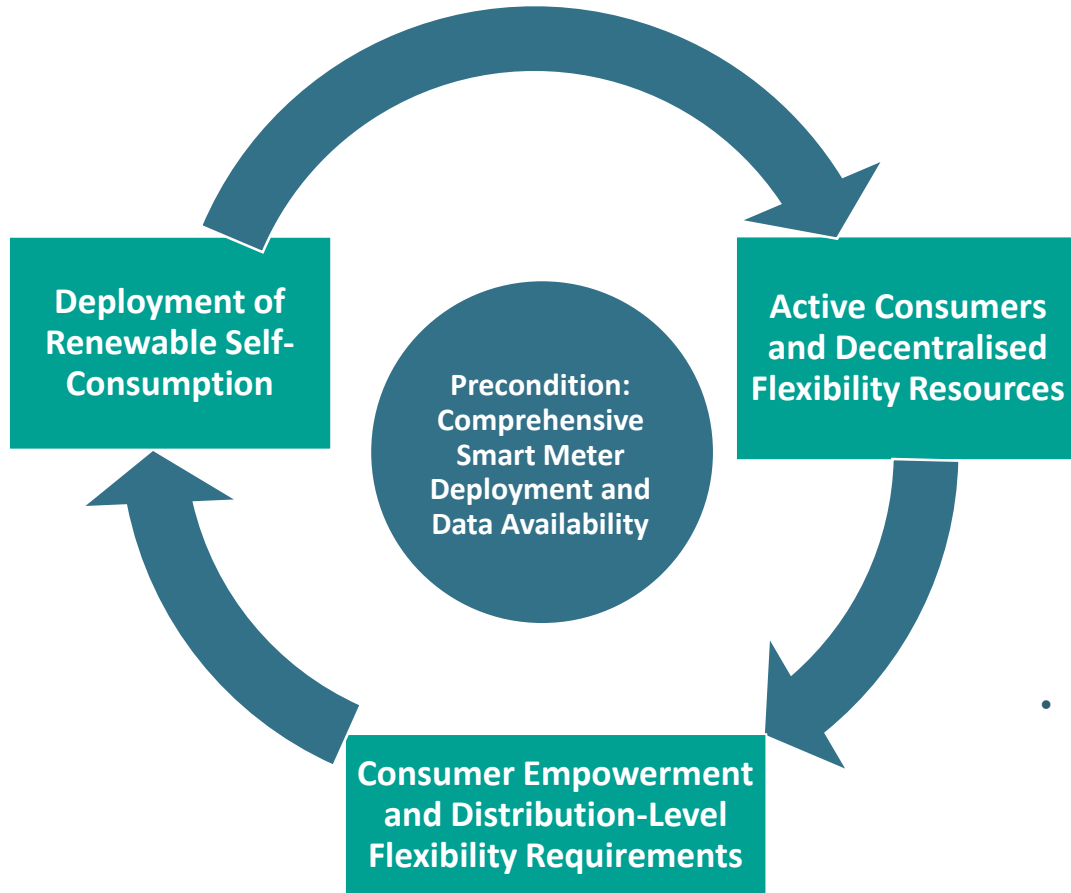 Deployment of
Renewable Self-
Consumption
Precondition:
Comprehensive
Smart Meter
Deployment and
Data Availability
Active Consumers
and Decentralised
Flexibility Resources
Consumer Empowerment
and Distribution-Level
Flexibility Requirements